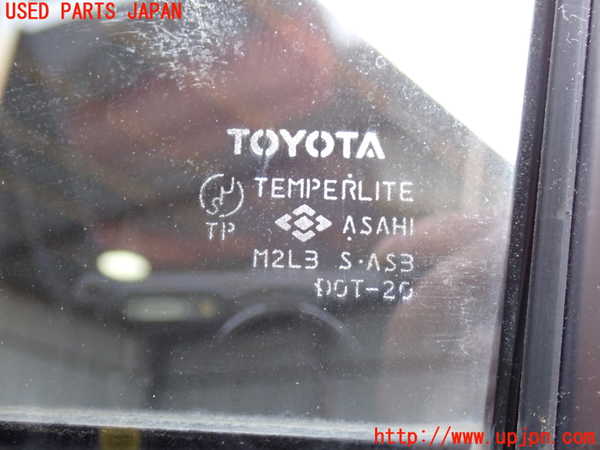 USED PARTS JAPAN
TOYOTA
TEMPERLITE
TP ASAHI
M2L3 S·AS3
DOT-20
http://www.upjpn.com